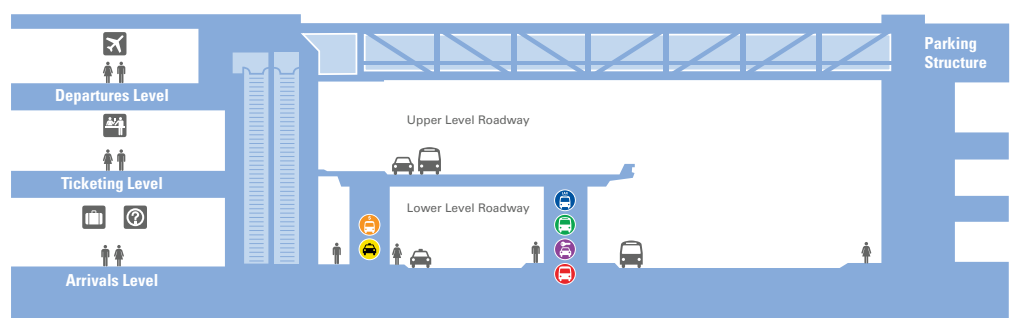 Parking
Structure
Departures Level
Upper Level Roadway
Ticketing Level
Lower Level Roadway
Arrivals Level